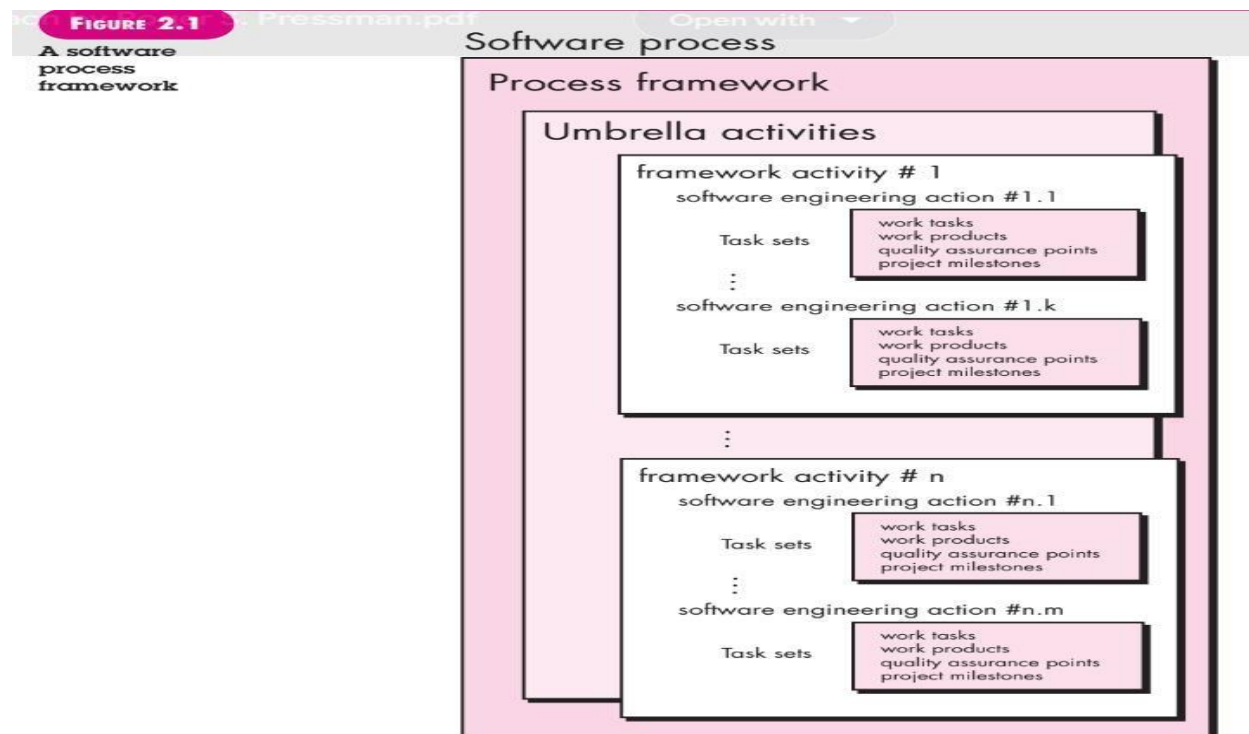 son by Roger S. Pressman.pdf
Open with
FIGURE 2.1
A software
process
framework
Software process
Process framework
Umbrella activities
framework activity # 1
software engineering action #1.1
Task sets
work tasks
work products
quality assurance points
project milestones
⋮
software engineering action #1.k
Task sets
work tasks
work products
quality assurance points
project milestones
⋮
framework activity # n
software engineering action #n.1
Task sets
work tasks
work products
quality assurance points
project milestones
⋮
software engineering action #n.m
Task sets
work tasks
work products
quality assurance points
project milestones